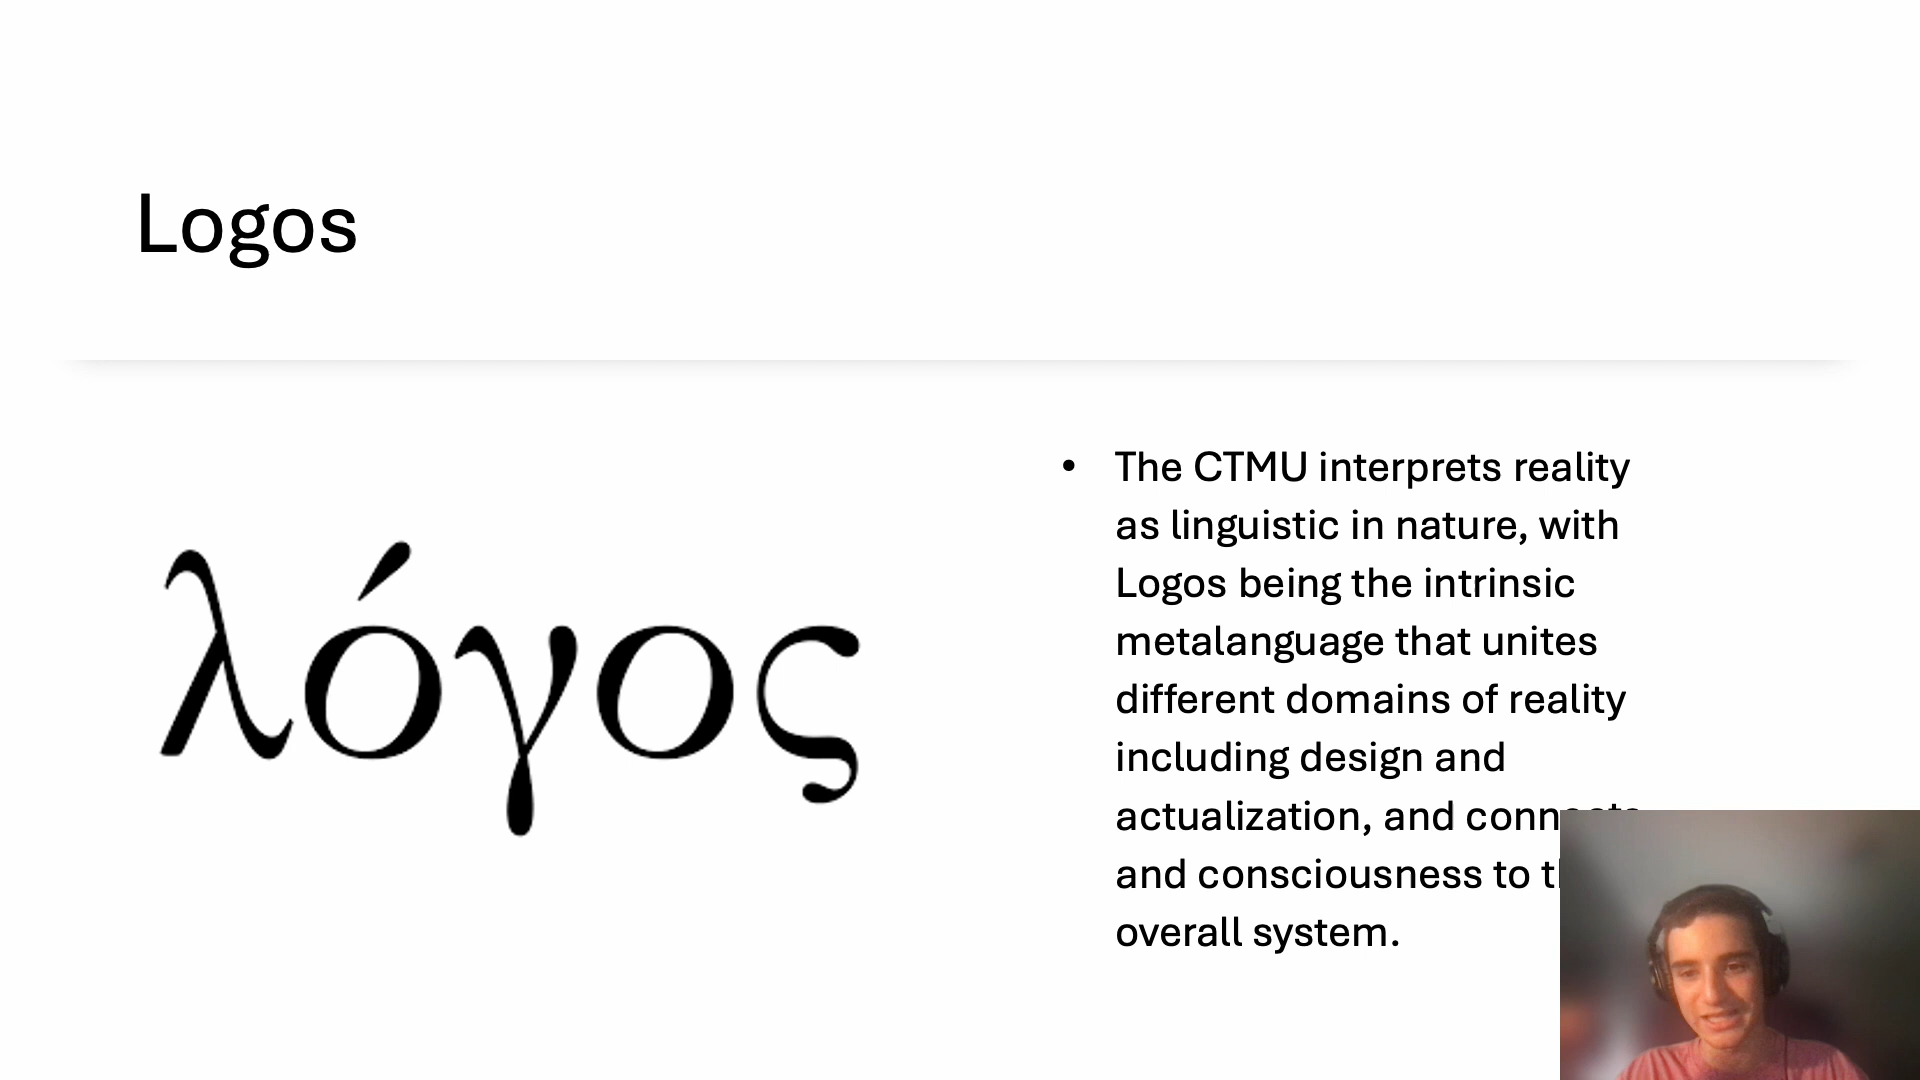 Logos
λόγος
• The CTMU interprets reality
as linguistic in nature, with
Logos being the intrinsic
metalanguage that unites
different domains of reality
including design and
actualization, and connects
and consciousness to
overall system.